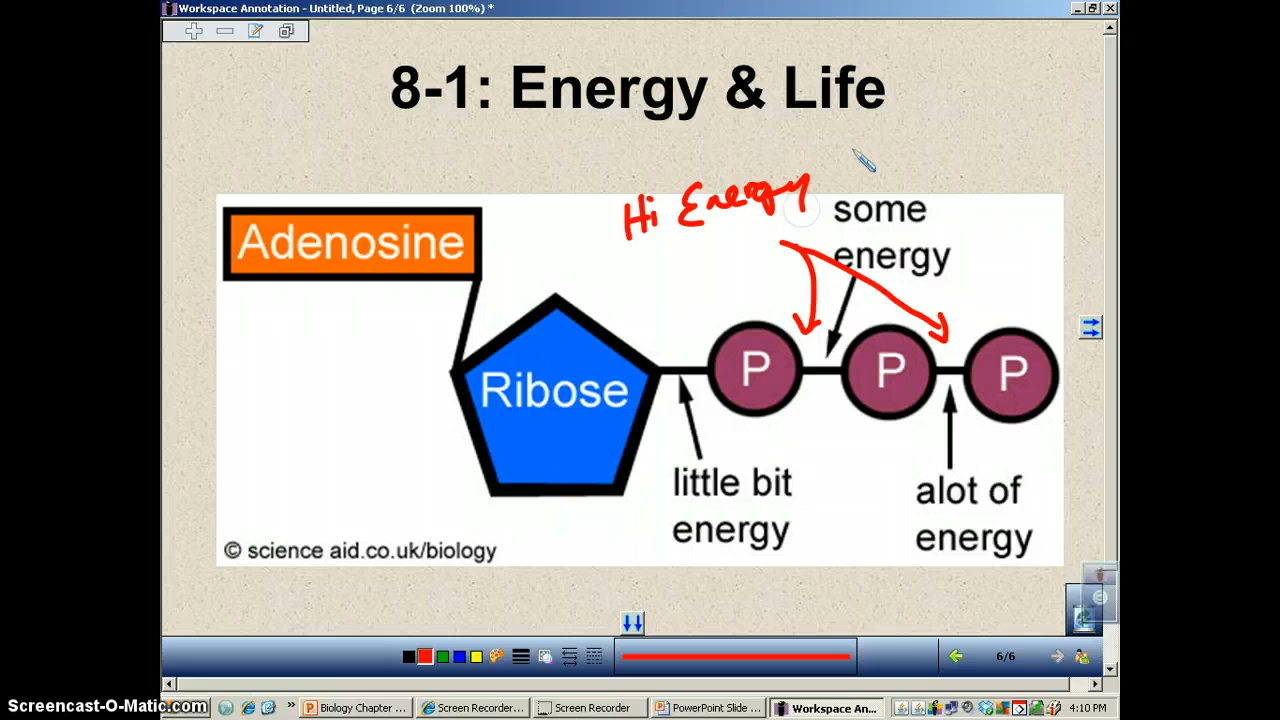 Workspace Annotation - Untitled, Page 6/6 (Zoom 100%) *
8-1: Energy & Life
Hi Energy
some
energy
Adenosine
Ribose
P
P
P
little bit
energy
alot of
energy
© science aid.co.uk/biology
6/6
Screencast-O-Matic.com
Biology Chapter ...
Screen Recorder...
Screen Recorder
PowerPoint Slide ...
Workspace An...
4:10 PM